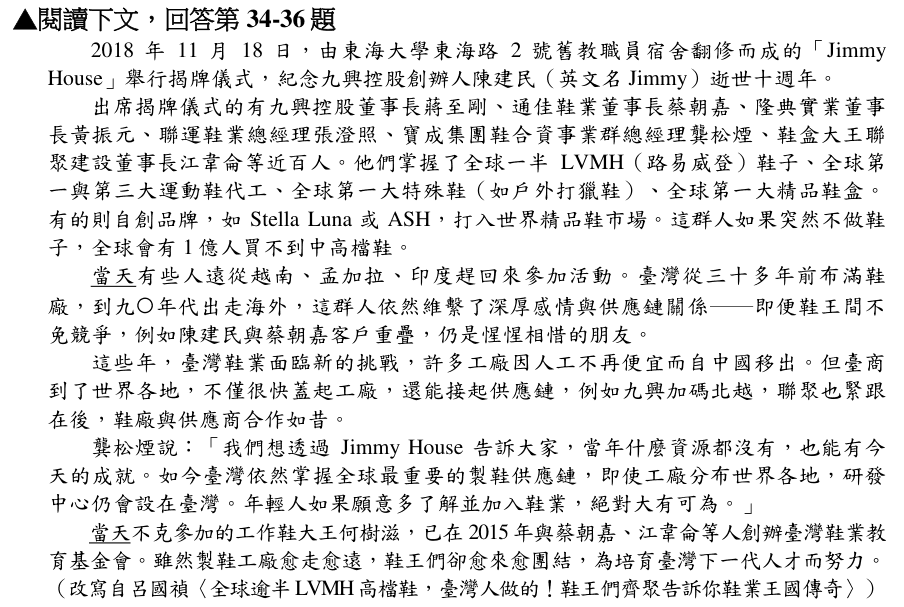 ▲閱讀下文，回答第 34-36 題
2018 年 11 月 18 日，由東海大學東海路 2 號舊教職員宿舍翻修而成的「Jimmy
House」舉行揭牌儀式，紀念九興控股創辦人陳建民（英文名 Jimmy）逝世十週年。
出席揭牌儀式的有九興控股董事長蔣至剛、通佳鞋業董事長蔡朝嘉、隆典實業董事
長黃振元、聯運鞋業總經理張澄照、寶成集團鞋合資事業群總經理龔松煙、鞋盒大王聯
聚建設董事長江韋侖等近百人。他們掌握了全球一半 LVMH（路易威登）鞋子、全球第
一與第三大運動鞋代工、全球第一大特殊鞋（如戶外打獵鞋）、全球第一大精品鞋盒。
有的則自創品牌，如 Stella Luna 或 ASH，打入世界精品鞋市場。這群人如果突然不做鞋
子，全球會有 1 億人買不到中高檔鞋。
當天有些人遠從越南、孟加拉、印度趕回來參加活動。臺灣從三十多年前布滿鞋
廠，到九〇年代出走海外，這群人依然維繫了深厚感情與供應鏈關係——即便鞋王間不
免競爭，例如陳建民與蔡朝嘉客戶重疊，仍是惺惺相惜的朋友。
這些年，臺灣鞋業面臨新的挑戰，許多工廠因人工不再便宜而自中國移出。但臺商
到了世界各地，不僅很快蓋起工廠，還能接起供應鏈，例如九興加碼北越，聯聚也緊跟
在後，鞋廠與供應商合作如昔。
龔松煙說：「我們想透過 Jimmy House 告訴大家，當年什麼資源都沒有，也能有今
天的成就。如今臺灣依然掌握全球最重要的製鞋供應鏈，即使工廠分布世界各地，研發
中心仍會設在臺灣。年輕人如果願意多了解並加入鞋業，絕對大有可為。」
當天不克參加的工作鞋大王何樹滋，已在 2015 年與蔡朝嘉、江韋侖等人創辦臺灣鞋業教
育基金會。雖然製鞋工廠愈走愈遠，鞋王們卻愈來愈團結，為培育臺灣下一代人才而努力。
（改寫自呂國禎〈全球逾半 LVMH 高檔鞋，臺灣人做的！鞋王們齊聚告訴你鞋業王國傳奇〉）